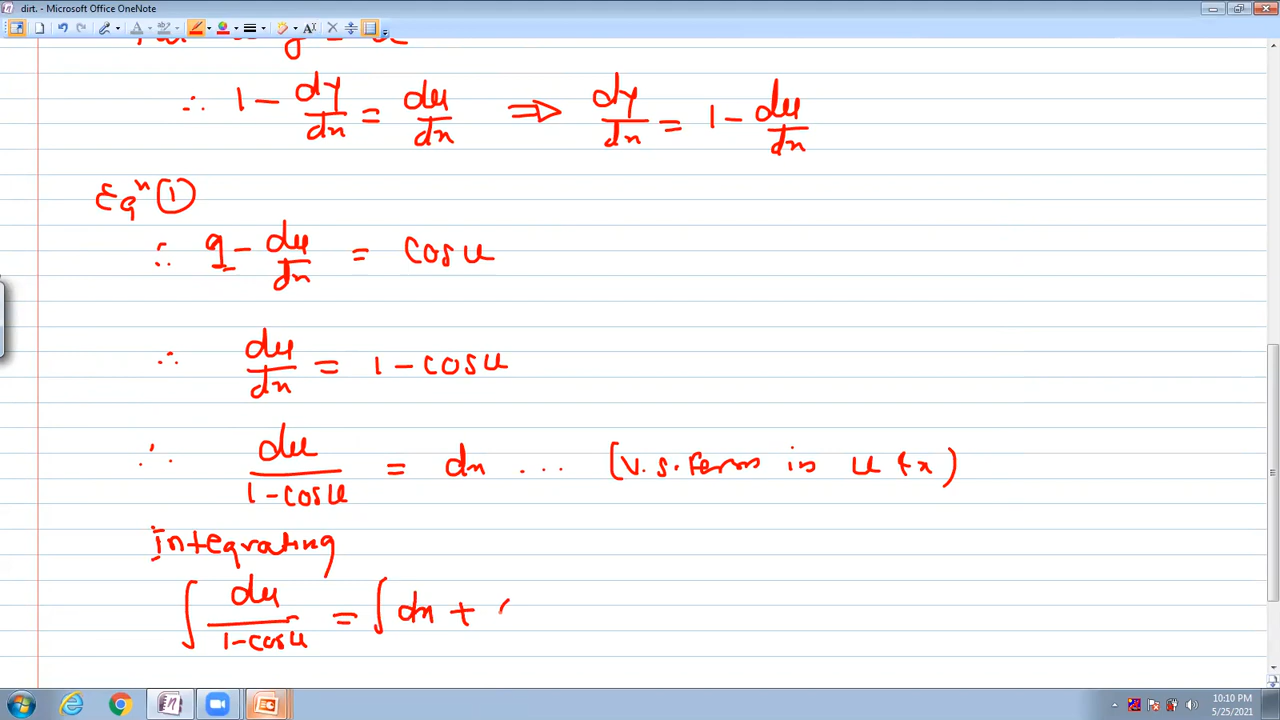 dirt. - Microsoft Office OneNote
∴ 1 - dy/dx = du/dx ⇒ dy/dx = 1 - du/dx
Eqⁿ (1)
∴ 1 - du/dx = cos u
∴ du/dx = 1 - cos u
∴ du/(1 - cos u) = dx ... (V.S. Form in u & x)
Integrating
∫ du/(1 - cos u) = ∫ dx +
10:10 PM
5/25/2021